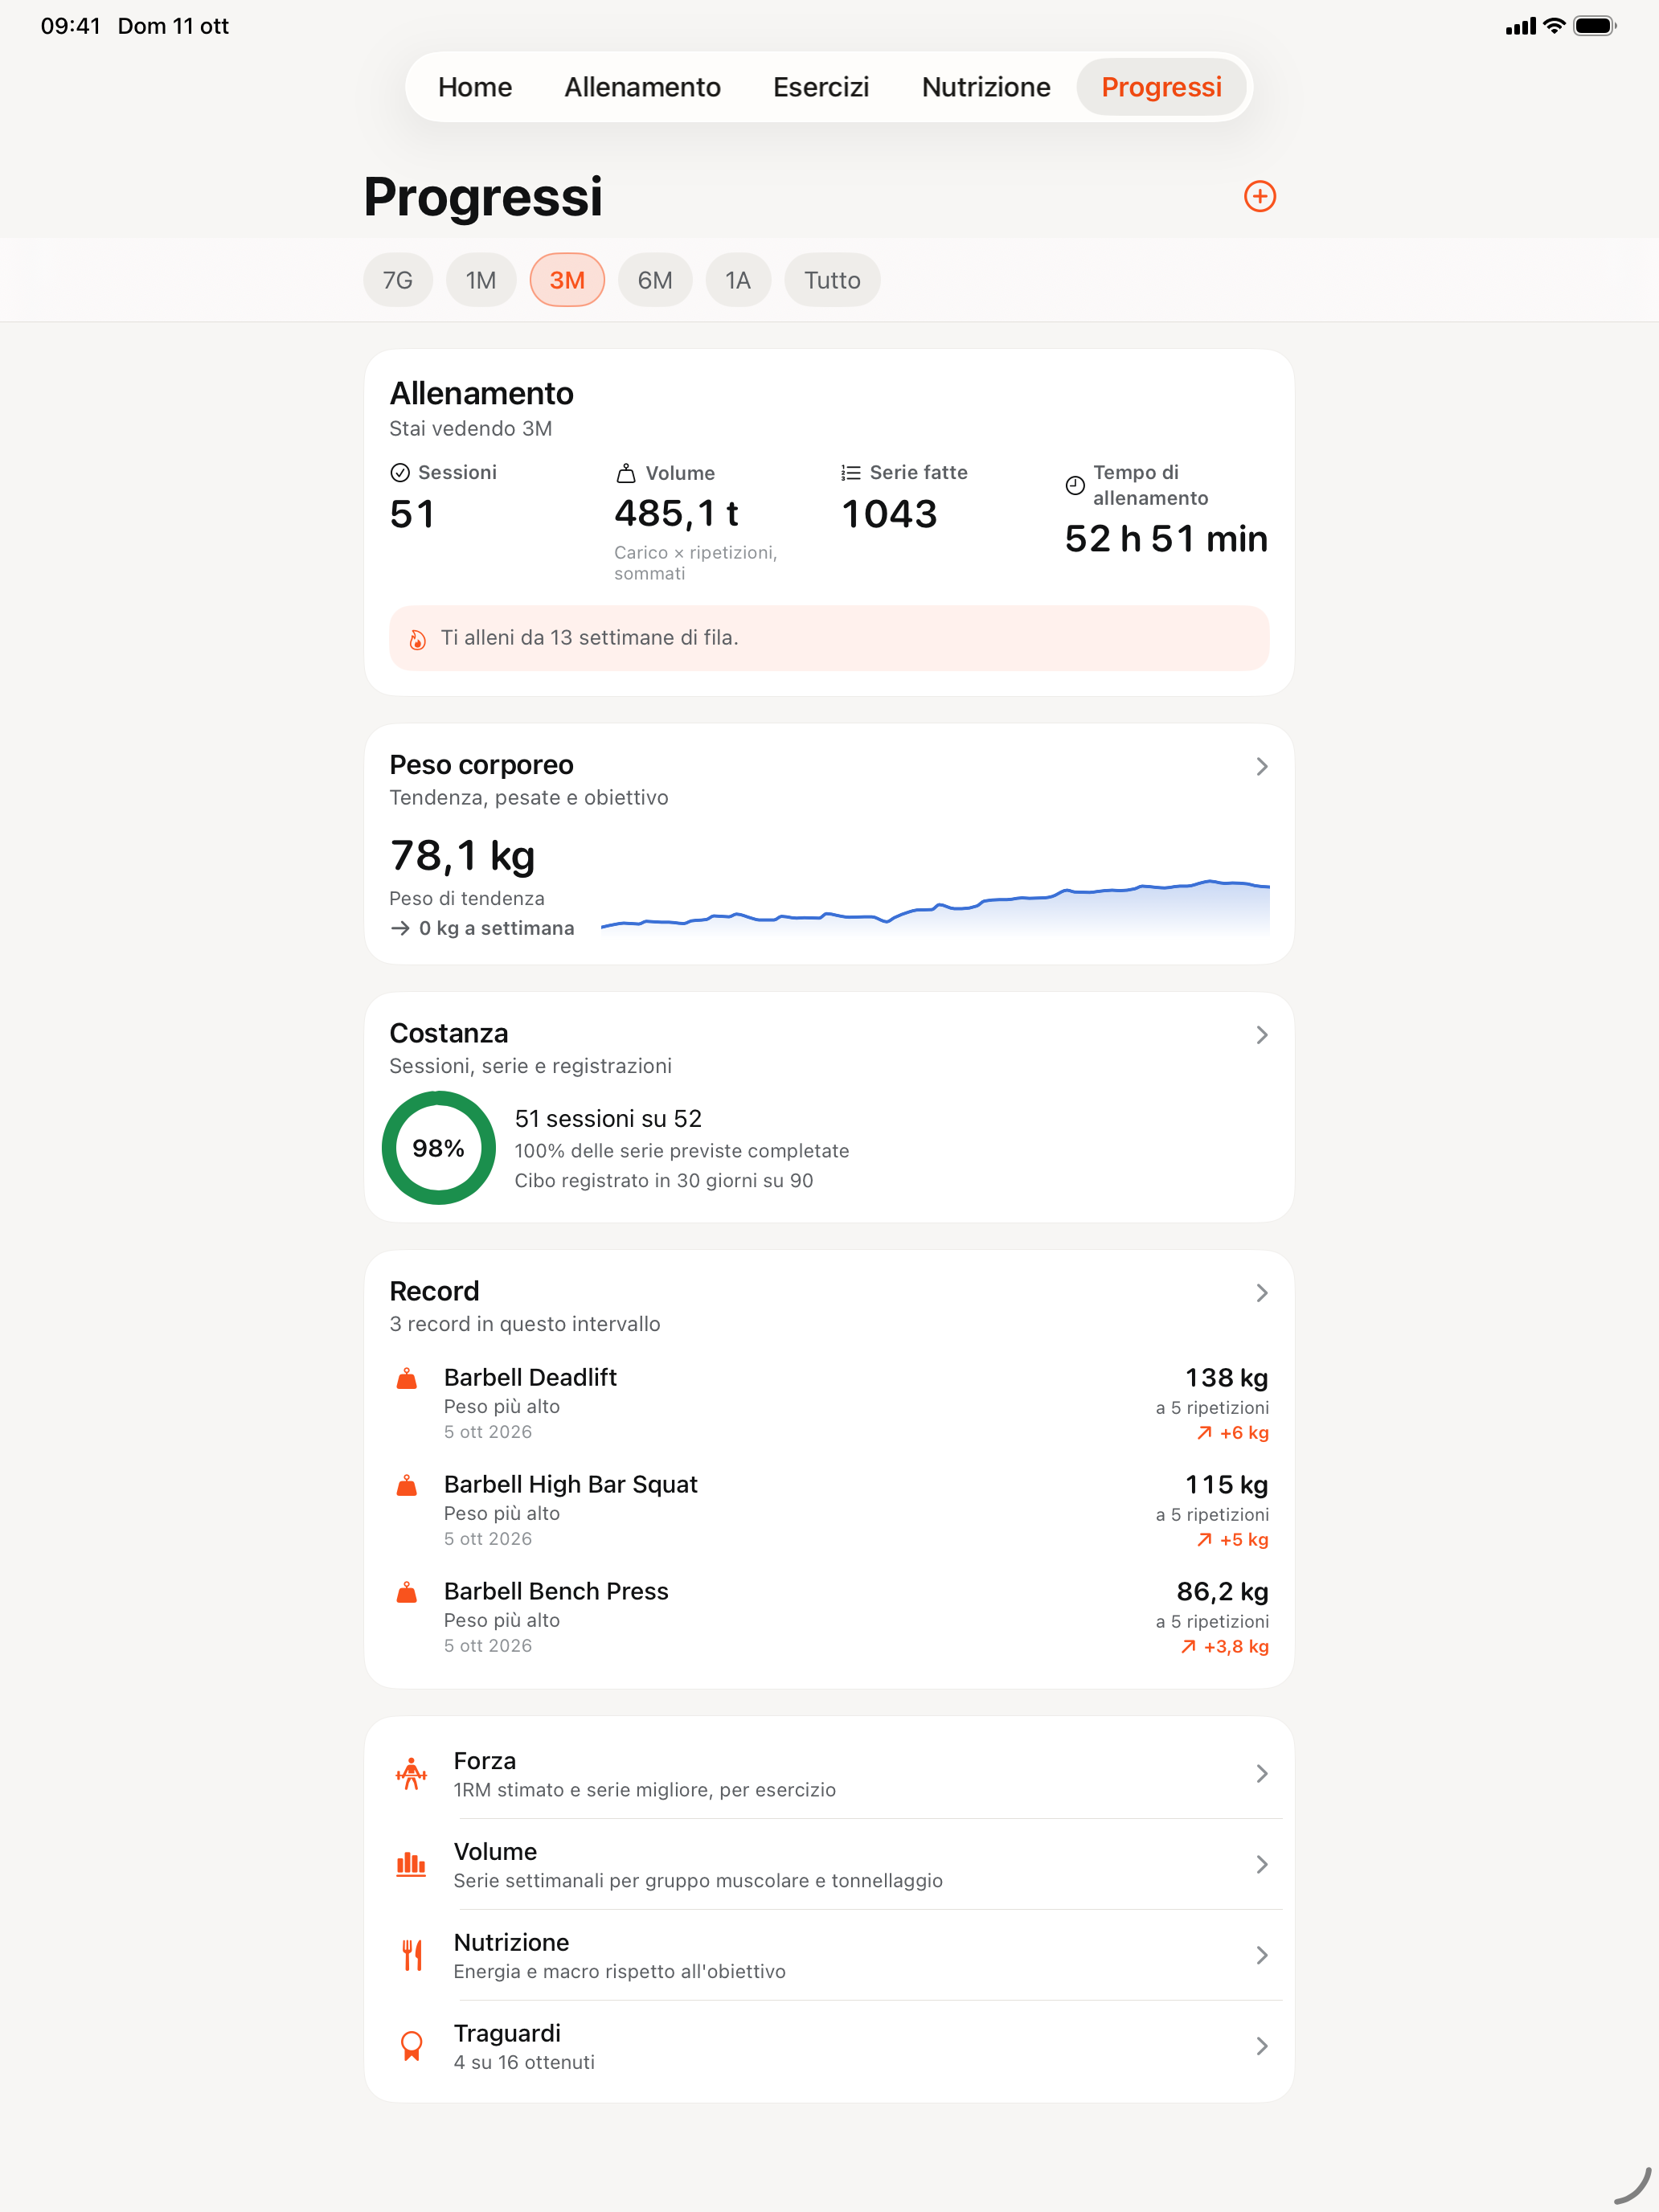 09:41 Dom 11 ott
Home Allenamento Esercizi Nutrizione Progressi
Progressi
7G 1M 3M 6M 1A Tutto
Allenamento
Stai vedendo 3M
Sessioni
51
Volume
485,1 t
Carico × ripetizioni,
sommati
Serie fatte
1043
Tempo di
allenamento
52 h 51 min
Ti alleni da 13 settimane di fila.
Peso corporeo
Tendenza, pesate e obiettivo
78,1 kg
Peso di tendenza
→ 0 kg a settimana
Costanza
Sessioni, serie e registrazioni
98%
51 sessioni su 52
100% delle serie previste completate
Cibo registrato in 30 giorni su 90
Record
3 record in questo intervallo
Barbell Deadlift
Peso più alto
5 ott 2026
138 kg
a 5 ripetizioni
+6 kg
Barbell High Bar Squat
Peso più alto
5 ott 2026
115 kg
a 5 ripetizioni
+5 kg
Barbell Bench Press
Peso più alto
5 ott 2026
86,2 kg
a 5 ripetizioni
+3,8 kg
Forza
1RM stimato e serie migliore, per esercizio
Volume
Serie settimanali per gruppo muscolare e tonnellaggio
Nutrizione
Energia e macro rispetto all'obiettivo
Traguardi
4 su 16 ottenuti